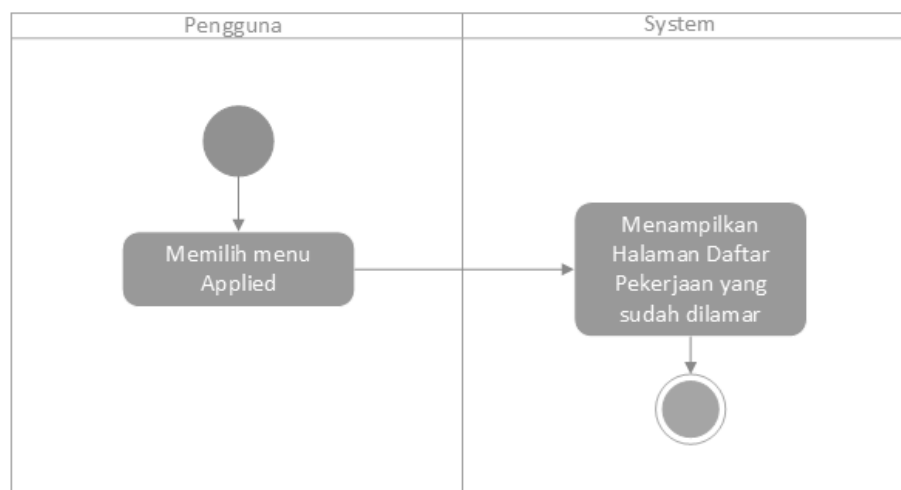 Pengguna
System
Memilih menu
Applied
Menampilkan
Halaman Daftar
Pekerjaan yang
sudah dilamar